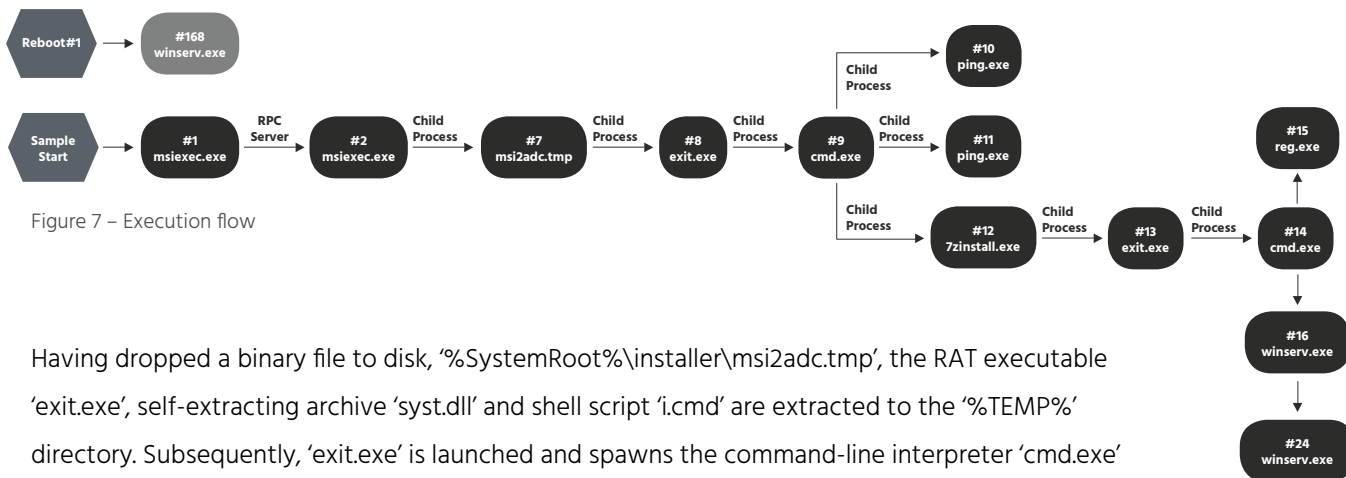 Reboot#1
#168
winserv.exe
#10
ping.exe
Child
Process
Sample
Start
#1
msiexec.exe
RPC
Server
#2
msiexec.exe
Child
Process
#7
msi2adc.tmp
Child
Process
#8
exit.exe
Child
Process
#9
cmd.exe
Child
Process
#11
ping.exe
#15
reg.exe
Child
Process
#12
7zinstall.exe
Child
Process
#13
exit.exe
Child
Process
#14
cmd.exe
#16
winserv.exe
#24
winserv.exe
Figure 7 – Execution flow
Having dropped a binary file to disk, ‘%SystemRoot%\installer\msi2adc.tmp’, the RAT executable
‘exit.exe’, self-extracting archive ‘syst.dll’ and shell script ‘i.cmd’ are extracted to the ‘%TEMP%’
directory. Subsequently, ‘exit.exe’ is launched and spawns the command-line interpreter ‘cmd.exe’